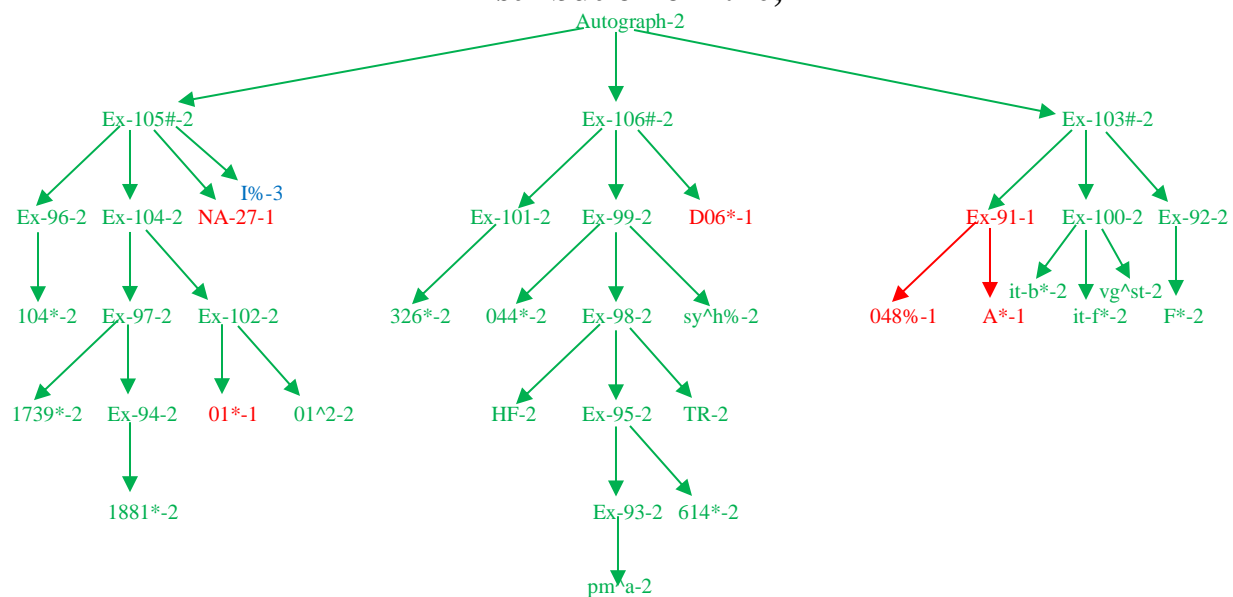 Autograph-2
Ex-105#-2 Ex-106#-2 Ex-103#-2
I%-3
Ex-96-2 Ex-104-2 NA-27-1 Ex-101-2 Ex-99-2 D06*-1 Ex-91-1 Ex-100-2 Ex-92-2
it-b*-2 vg^st-2
104*-2 Ex-97-2 Ex-102-2 326*-2 044*-2 Ex-98-2 sy^h%-2 048%-1 A*-1 it-f*-2 F*-2
1739*-2 Ex-94-2 01*-1 01^2-2 HF-2 Ex-95-2 TR-2
1881*-2 Ex-93-2 614*-2
pm^a-2